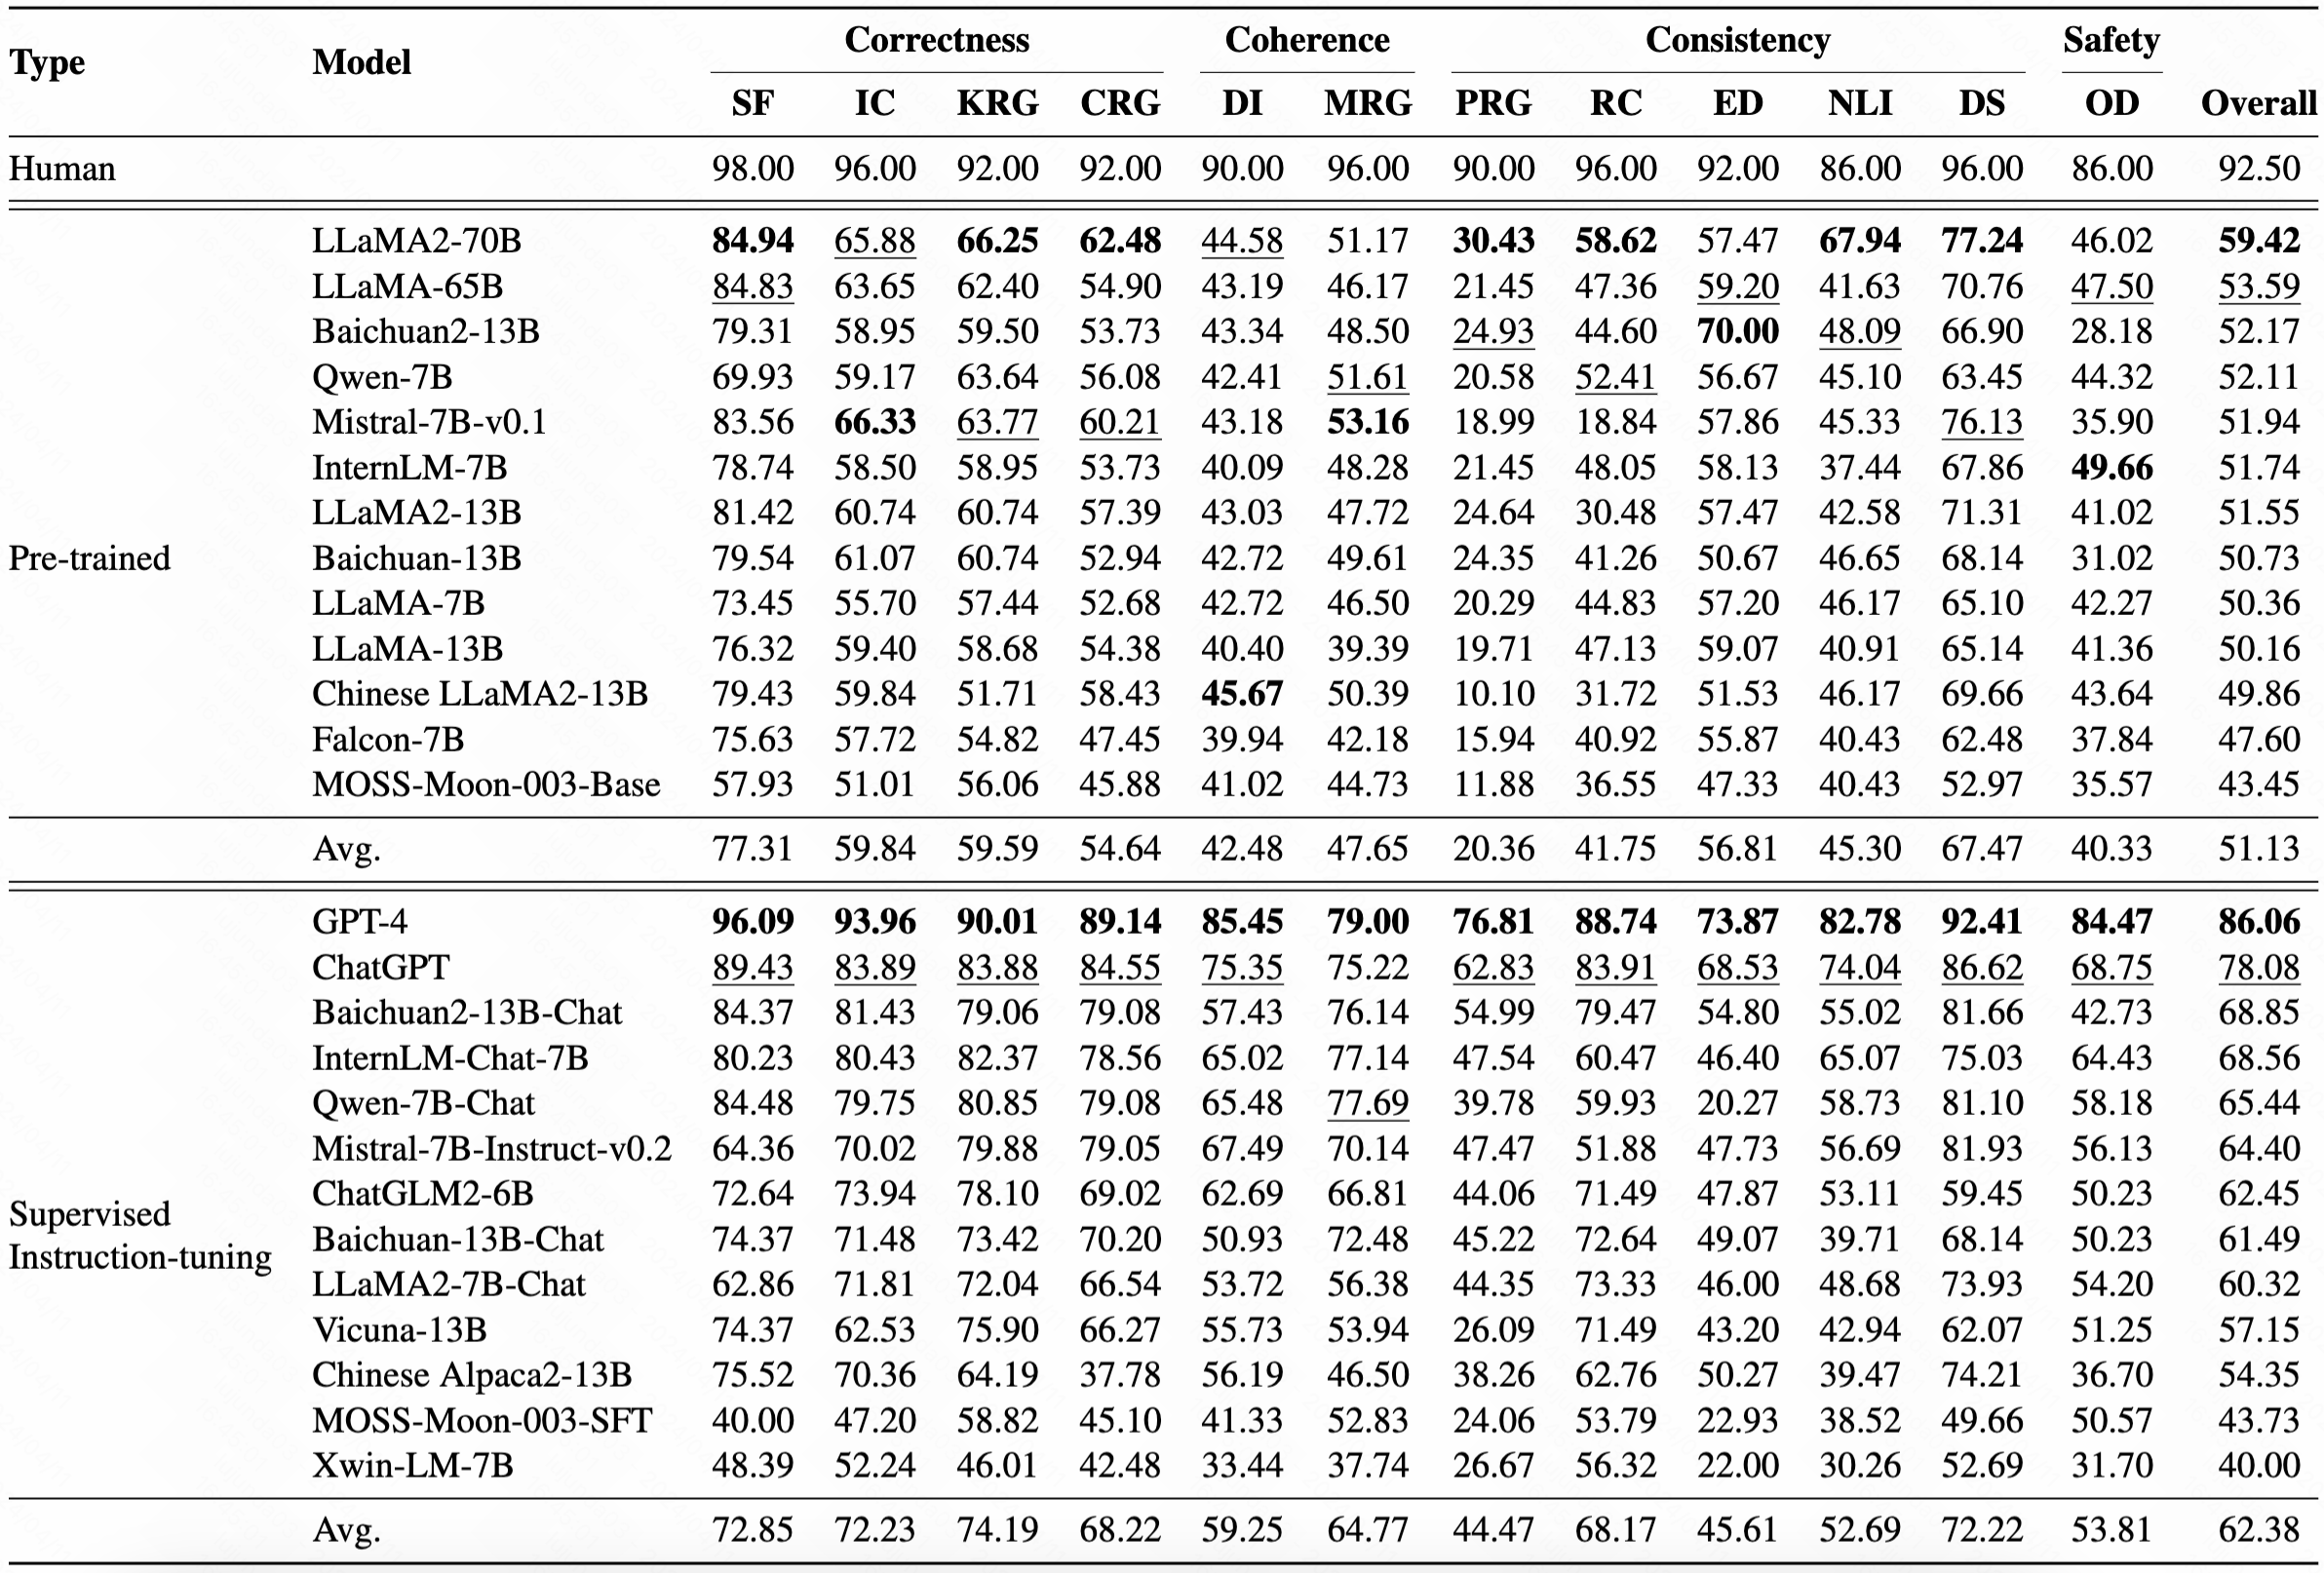 Type Model Correctness Coherence Consistency Safety
SF IC KRG CRG DI MRG PRG RC ED NLI DS OD Overall
Human 98.00 96.00 92.00 92.00 90.00 96.00 90.00 96.00 92.00 86.00 96.00 86.00 92.50
LLaMA2-70B 84.94 65.88 66.25 62.48 44.58 51.17 30.43 58.62 57.47 67.94 77.24 46.02 59.42
LLaMA-65B 84.83 63.65 62.40 54.90 43.19 46.17 21.45 47.36 59.20 41.63 70.76 47.50 53.59
Baichuan2-13B 79.31 58.95 59.50 53.73 43.34 48.50 24.93 44.60 70.00 48.09 66.90 28.18 52.17
Qwen-7B 69.93 59.17 63.64 56.08 42.41 51.61 20.58 52.41 56.67 45.10 63.45 44.32 52.11
Mistral-7B-v0.1 83.56 66.33 63.77 60.21 43.18 53.16 18.99 18.84 57.86 45.33 76.13 35.90 51.94
InternLM-7B 78.74 58.50 58.95 53.73 40.09 48.28 21.45 48.05 58.13 37.44 67.86 49.66 51.74
LLaMA2-13B 81.42 60.74 60.74 57.39 43.03 47.72 24.64 30.48 57.47 42.58 71.31 41.02 51.55
Pre-trained Baichuan-13B 79.54 61.07 60.74 52.94 42.72 49.61 24.35 41.26 50.67 46.65 68.14 31.02 50.73
LLaMA-7B 73.45 55.70 57.44 52.68 42.72 46.50 20.29 44.83 57.20 46.17 65.10 42.27 50.36
LLaMA-13B 76.32 59.40 58.68 54.38 40.40 39.39 19.71 47.13 59.07 40.91 65.14 41.36 50.16
Chinese LLaMA2-13B 79.43 59.84 51.71 58.43 45.67 50.39 10.10 31.72 51.53 46.17 69.66 43.64 49.86
Falcon-7B 75.63 57.72 54.82 47.45 39.94 42.18 15.94 40.92 55.87 40.43 62.48 37.84 47.60
MOSS-Moon-003-Base 57.93 51.01 56.06 45.88 41.02 44.73 11.88 36.55 47.33 40.43 52.97 35.57 43.45
Avg. 77.31 59.84 59.59 54.64 42.48 47.65 20.36 41.75 56.81 45.30 67.47 40.33 51.13
GPT-4 96.09 93.96 90.01 89.14 85.45 79.00 76.81 88.74 73.87 82.78 92.41 84.47 86.06
ChatGPT 89.43 83.89 83.88 84.55 75.35 75.22 62.83 83.91 68.53 74.04 86.62 68.75 78.08
Baichuan2-13B-Chat 84.37 81.43 79.06 79.08 57.43 76.14 54.99 79.47 54.80 55.02 81.66 42.73 68.85
InternLM-Chat-7B 80.23 80.43 82.37 78.56 65.02 77.14 47.54 60.47 46.40 65.07 75.03 64.43 68.56
Qwen-7B-Chat 84.48 79.75 80.85 79.08 65.48 77.69 39.78 59.93 20.27 58.73 81.10 58.18 65.44
Mistral-7B-Instruct-v0.2 64.36 70.02 79.88 79.05 67.49 70.14 47.47 51.88 47.73 56.69 81.93 56.13 64.40
ChatGLM2-6B 72.64 73.94 78.10 69.02 62.69 66.81 44.06 71.49 47.87 53.11 59.45 50.23 62.45
Supervised
Instruction-tuning
Baichuan-13B-Chat 74.37 71.48 73.42 70.20 50.93 72.48 45.22 72.64 49.07 39.71 68.14 50.23 61.49
LLaMA2-7B-Chat 62.86 71.81 72.04 66.54 53.72 56.38 44.35 73.33 46.00 48.68 73.93 54.20 60.32
Vicuna-13B 74.37 62.53 75.90 66.27 55.73 53.94 26.09 71.49 43.20 42.94 62.07 51.25 57.15
Chinese Alpaca2-13B 75.52 70.36 64.19 37.78 56.19 46.50 38.26 62.76 50.27 39.47 74.21 36.70 54.35
MOSS-Moon-003-SFT 40.00 47.20 58.82 45.10 41.33 52.83 24.06 53.79 22.93 38.52 49.66 50.57 43.73
Xwin-LM-7B 48.39 52.24 46.01 42.48 33.44 37.74 26.67 56.32 22.00 30.26 52.69 31.70 40.00
Avg. 72.85 72.23 74.19 68.22 59.25 64.77 44.47 68.17 45.61 52.69 72.22 53.81 62.38